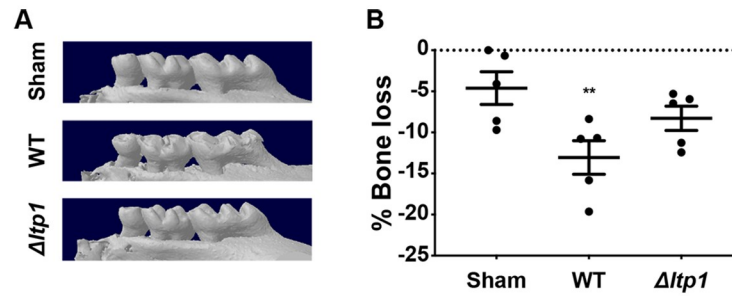 A
Sham
WT
Δltp1
B
% Bone loss
0
-5
-10
-15
-20
-25
**
Sham
WT
Δltp1